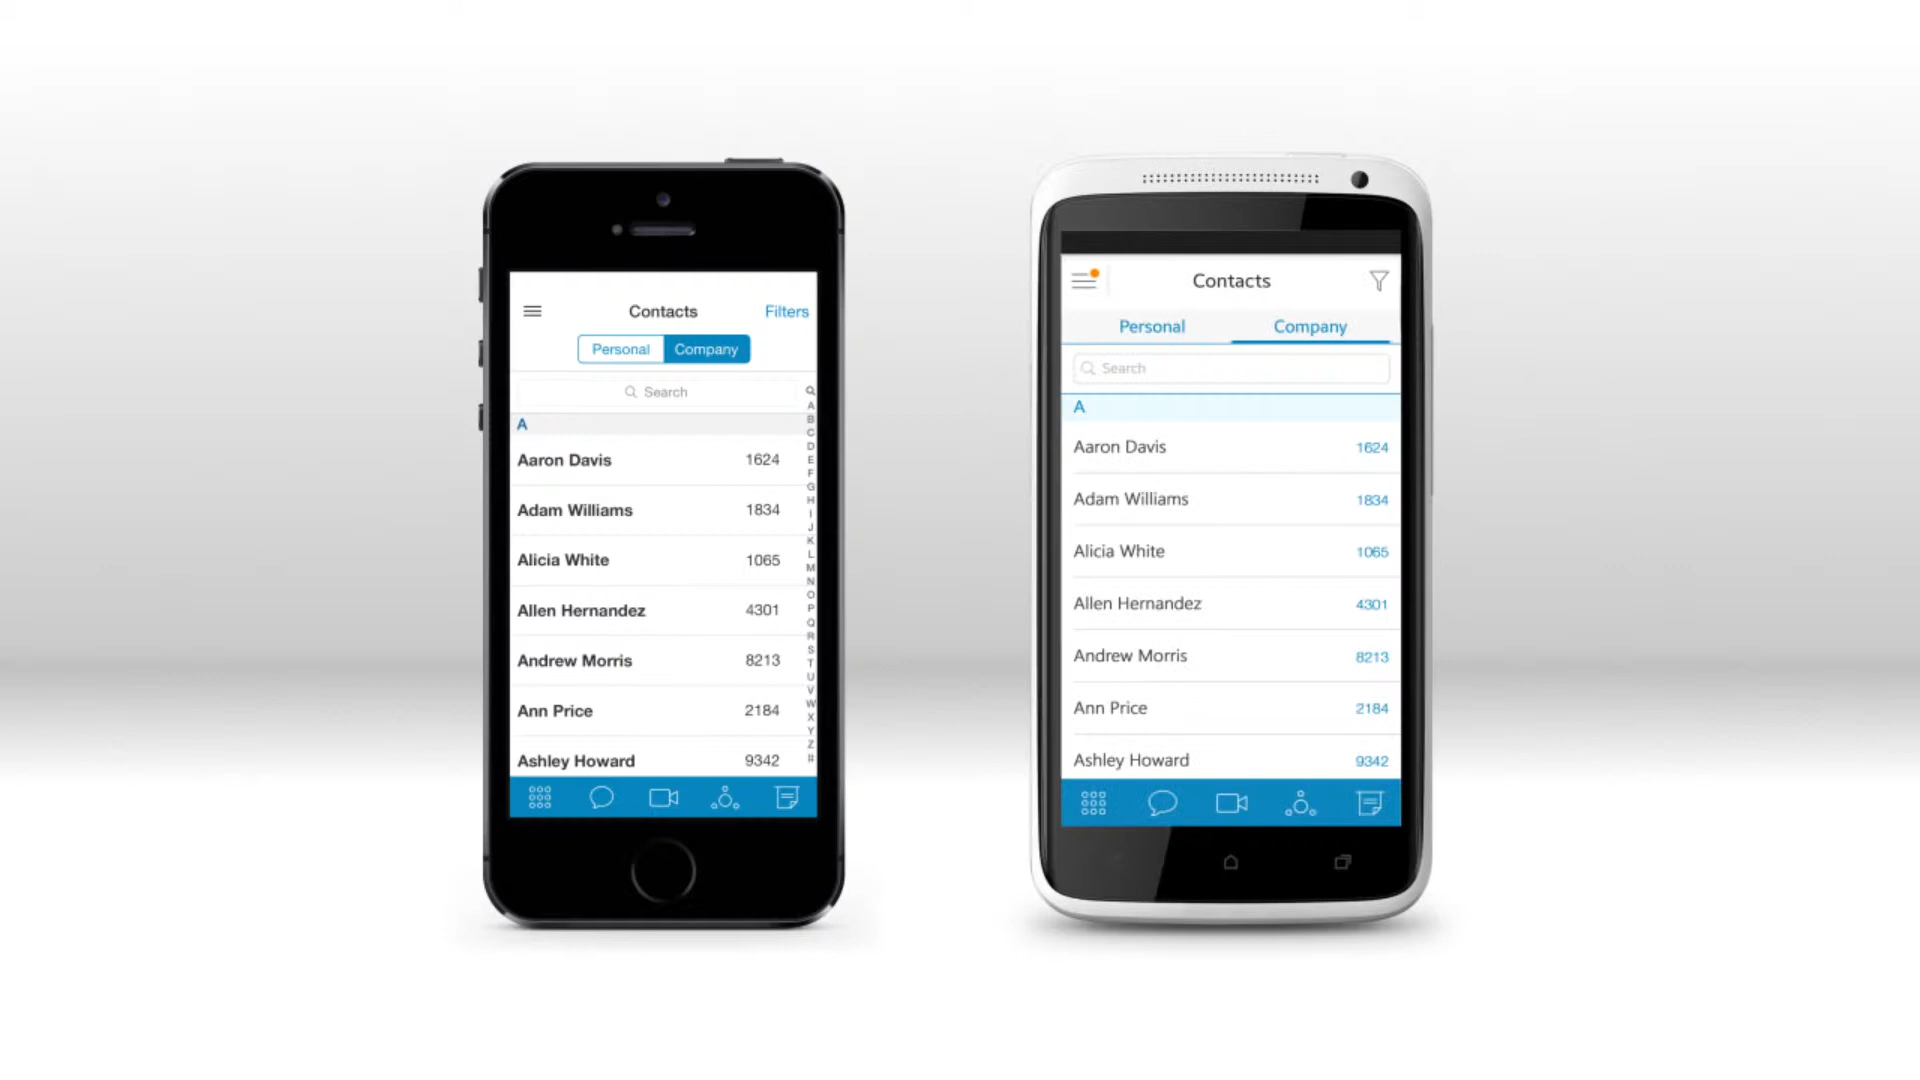 Contacts Filters
Personal Company
Search
A
Aaron Davis 1624
Adam Williams 1834
Alicia White 1065
Allen Hernandez 4301
Andrew Morris 8213
Ann Price 2184
Ashley Howard 9342
A
B
C
D
E
F
G
H
I
J
K
L
M
N
O
P
Q
R
S
T
U
V
W
X
Y
Z
#
Contacts
Personal Company
Search
A
Aaron Davis 1624
Adam Williams 1834
Alicia White 1065
Allen Hernandez 4301
Andrew Morris 8213
Ann Price 2184
Ashley Howard 9342